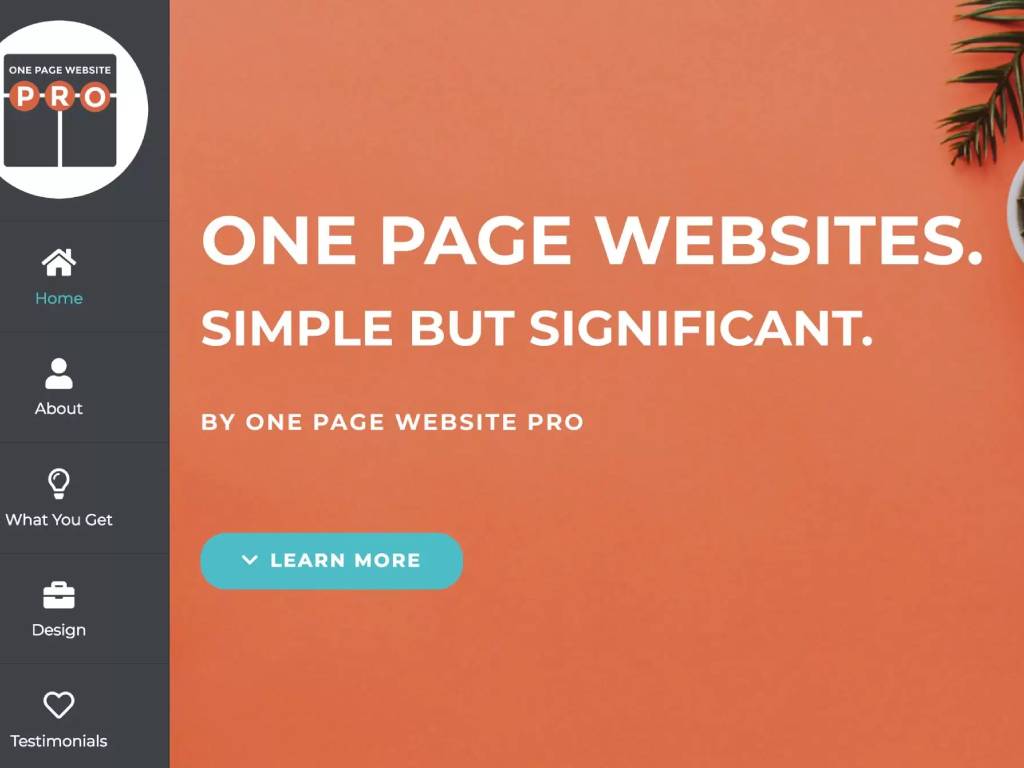 ONE PAGE WEBSITE
PRO
Home
About
What You Get
Design
Testimonials
ONE PAGE WEBSITES.
SIMPLE BUT SIGNIFICANT.
BY ONE PAGE WEBSITE PRO
LEARN MORE